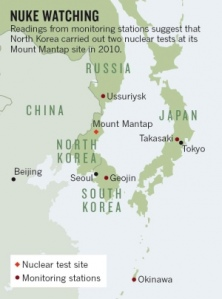 NUKE WATCHING
Readings from monitoring stations suggest that
North Korea carried out two nuclear tests at its
Mount Mantap site in 2010.
RUSSIA
Ussuriysk
CHINA
JAPAN
Mount Mantap
NORTH
KOREA
Takasaki
Tokyo
Beijing
Seoul
Geojin
SOUTH
KOREA
Nuclear test site
Monitoring stations
Okinawa